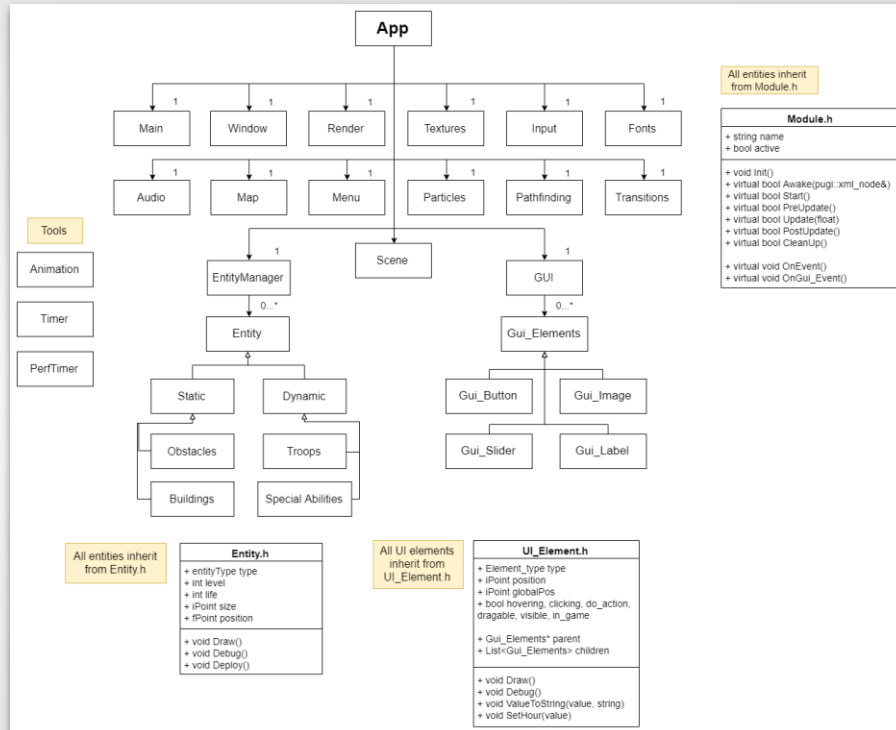 App
1 1 1 1 1 1
Main Window Render Textures Input Fonts
1 1 1 1 1 1
Audio Map Menu Particles Pathfinding Transitions
1 1
EntityManager Scene GUI
0...* 0...*
Entity Gui_Elements
Static Dynamic Gui_Button Gui_Image
Obstacles Troops Gui_Slider Gui_Label
Buildings Special Abilities
Tools
Animation
Timer
PerfTimer
All entities inherit
from Module.h
Module.h
+ string name
+ bool active
+ void Init()
+ virtual bool Awake(pugi::xml_node&)
+ virtual bool Start()
+ virtual bool PreUpdate()
+ virtual bool Update(float)
+ virtual bool PostUpdate()
+ virtual bool CleanUp()
+ virtual void OnEvent()
+ virtual void OnGui_Event()
All entities inherit
from Entity.h
Entity.h
+ entityType type
+ int level
+ int life
+ iPoint size
+ fPoint position
+ void Draw()
+ void Debug()
+ void Deploy()
All UI elements
inherit from
UI_Element.h
UI_Element.h
+ Element_type type
+ iPoint position
+ iPoint globalPos
+ bool hovering, clicking, do_action,
dragable, visible, in_game
+ Gui_Elements* parent
+ List<Gui_Elements> children
+ void Draw()
+ void Debug()
+ void ValueToString(value, string)
+ void SetHour(value)